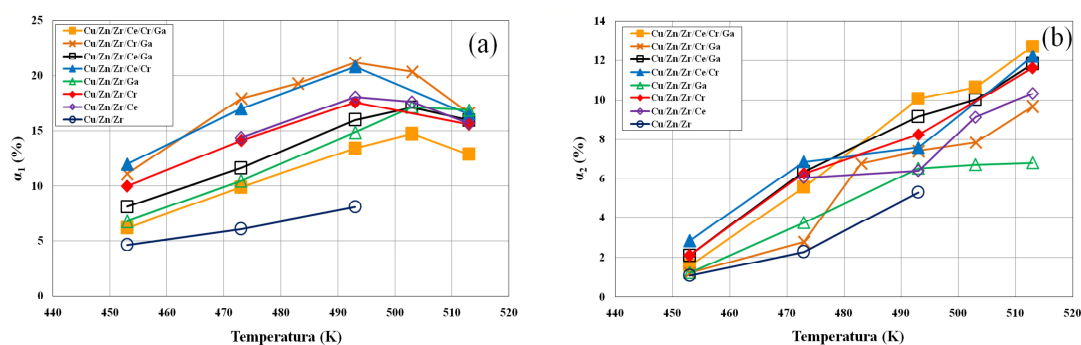 (a)
Cu/Zn/Zr/Ce/Cr/Ga
Cu/Zn/Zr/Cr/Ga
Cu/Zn/Zr/Ce/Ga
Cu/Zn/Zr/Ce/Cr
Cu/Zn/Zr/Ga
Cu/Zn/Zr/Cr
Cu/Zn/Zr/Ce
Cu/Zn/Zr
α1 (%)
25
20
15
10
5
0
440 450 460 470 480 490 500 510 520
Temperatura (K)
(b)
Cu/Zn/Zr/Ce/Cr/Ga
Cu/Zn/Zr/Cr/Ga
Cu/Zn/Zr/Ce/Ga
Cu/Zn/Zr/Ce/Cr
Cu/Zn/Zr/Ga
Cu/Zn/Zr/Cr
Cu/Zn/Zr/Ce
Cu/Zn/Zr
α2 (%)
14
12
10
8
6
4
2
0
440 450 460 470 480 490 500 510 520
Temperatura (K)